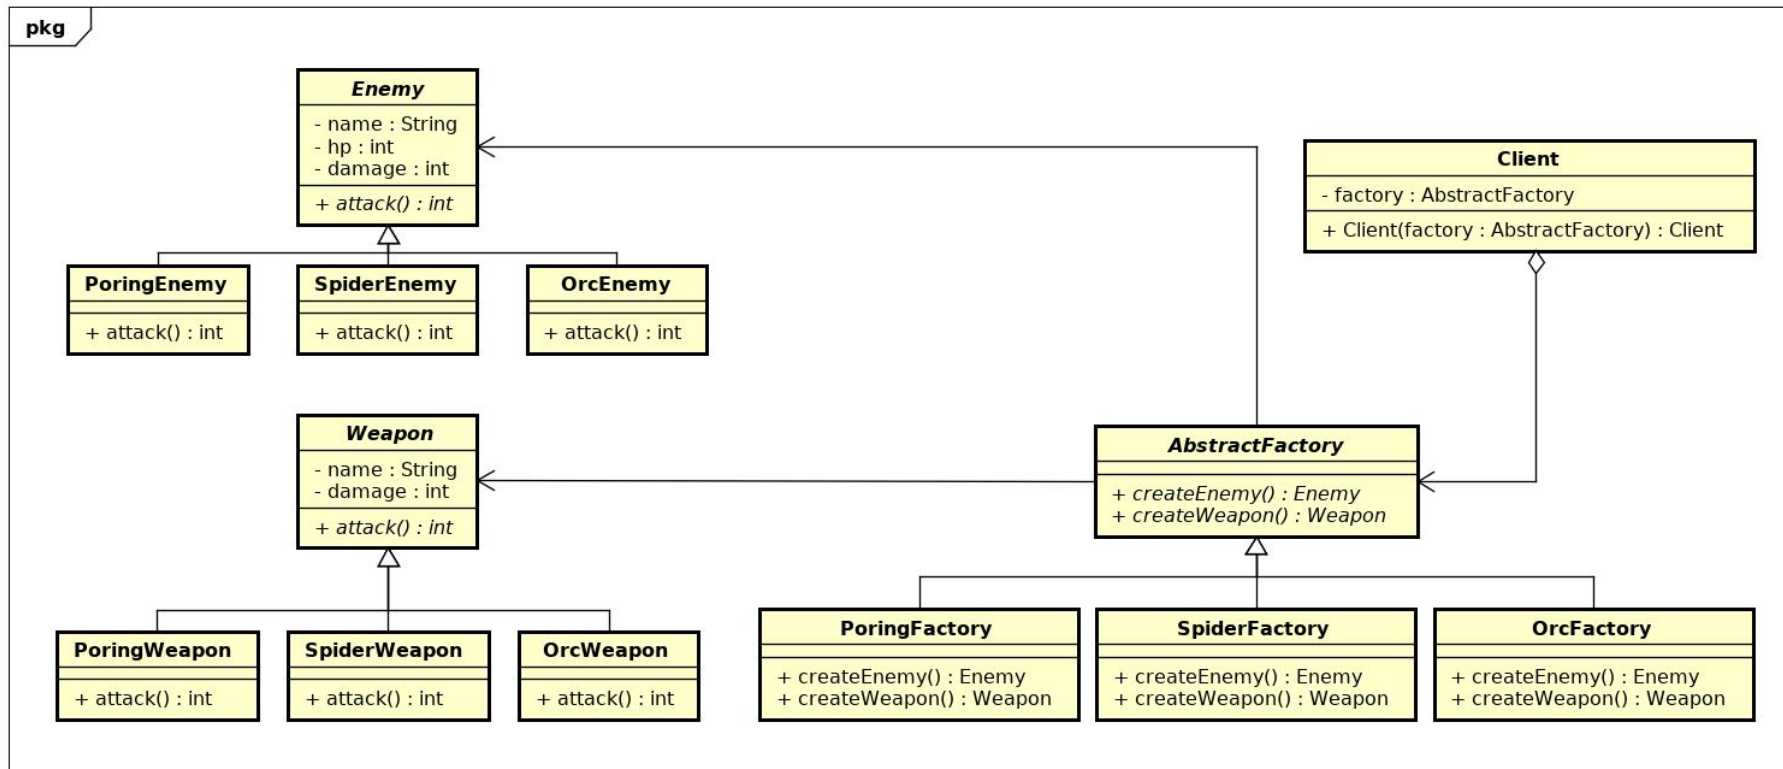 pkg
Enemy
- name : String
- hp : int
- damage : int
+ attack() : int
Client
- factory : AbstractFactory
+ Client(factory : AbstractFactory) : Client
PoringEnemy
+ attack() : int
SpiderEnemy
+ attack() : int
OrcEnemy
+ attack() : int
Weapon
- name : String
- damage : int
+ attack() : int
AbstractFactory
+ createEnemy() : Enemy
+ createWeapon() : Weapon
PoringWeapon
+ attack() : int
SpiderWeapon
+ attack() : int
OrcWeapon
+ attack() : int
PoringFactory
+ createEnemy() : Enemy
+ createWeapon() : Weapon
SpiderFactory
+ createEnemy() : Enemy
+ createWeapon() : Weapon
OrcFactory
+ createEnemy() : Enemy
+ createWeapon() : Weapon